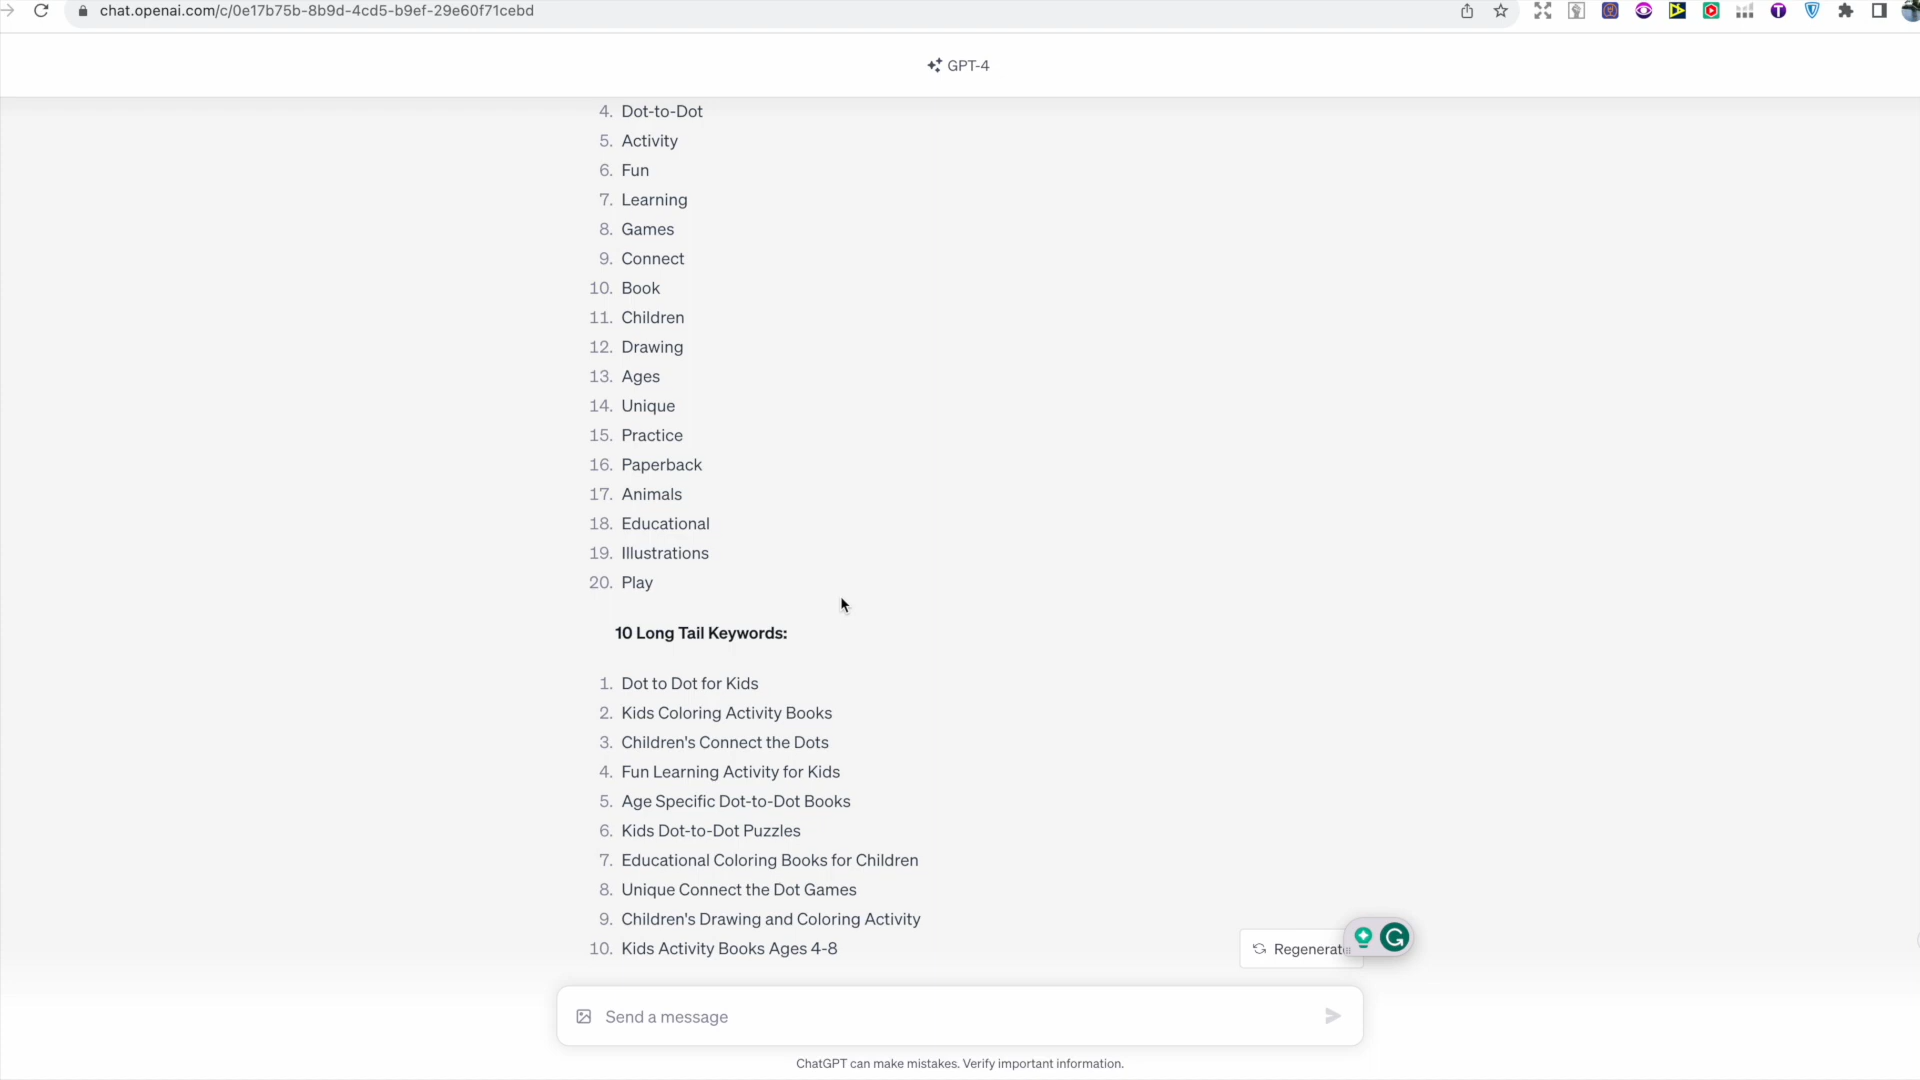 chat.openai.com/c/0e17b75b-8b9d-4cd5-b9ef-29e60f71cebd
GPT-4
4. Dot-to-Dot
5. Activity
6. Fun
7. Learning
8. Games
9. Connect
10. Book
11. Children
12. Drawing
13. Ages
14. Unique
15. Practice
16. Paperback
17. Animals
18. Educational
19. Illustrations
20. Play
10 Long Tail Keywords:
1. Dot to Dot for Kids
2. Kids Coloring Activity Books
3. Children's Connect the Dots
4. Fun Learning Activity for Kids
5. Age Specific Dot-to-Dot Books
6. Kids Dot-to-Dot Puzzles
7. Educational Coloring Books for Children
8. Unique Connect the Dot Games
9. Children's Drawing and Coloring Activity
10. Kids Activity Books Ages 4-8
Regenerate
Send a message
ChatGPT can make mistakes. Verify important information.